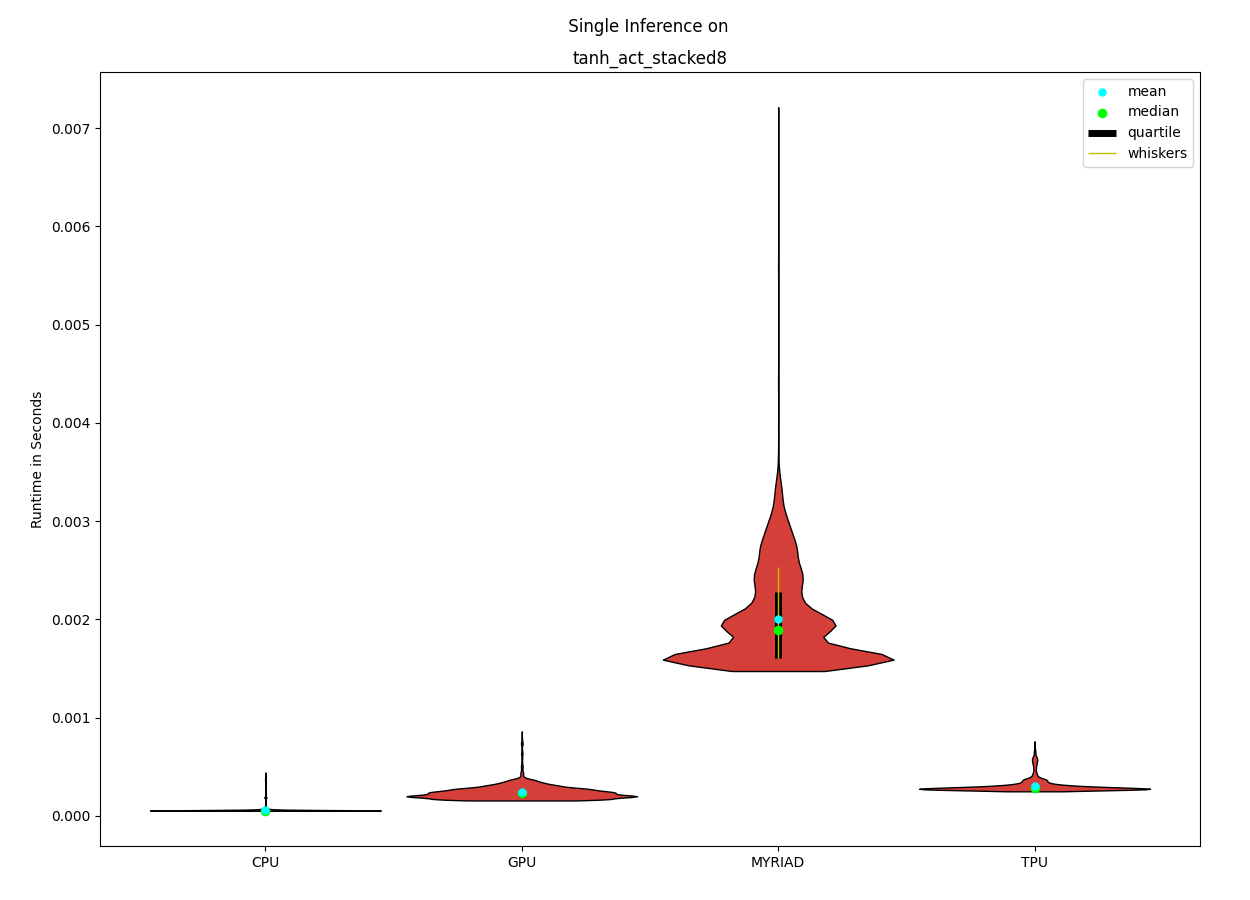 Single Inference on
tanh_act_stacked8
mean
median
quartile
whiskers
0.007
0.006
0.005
0.004
0.003
0.002
0.001
0.000
Runtime in Seconds
CPU
GPU
MYRIAD
TPU